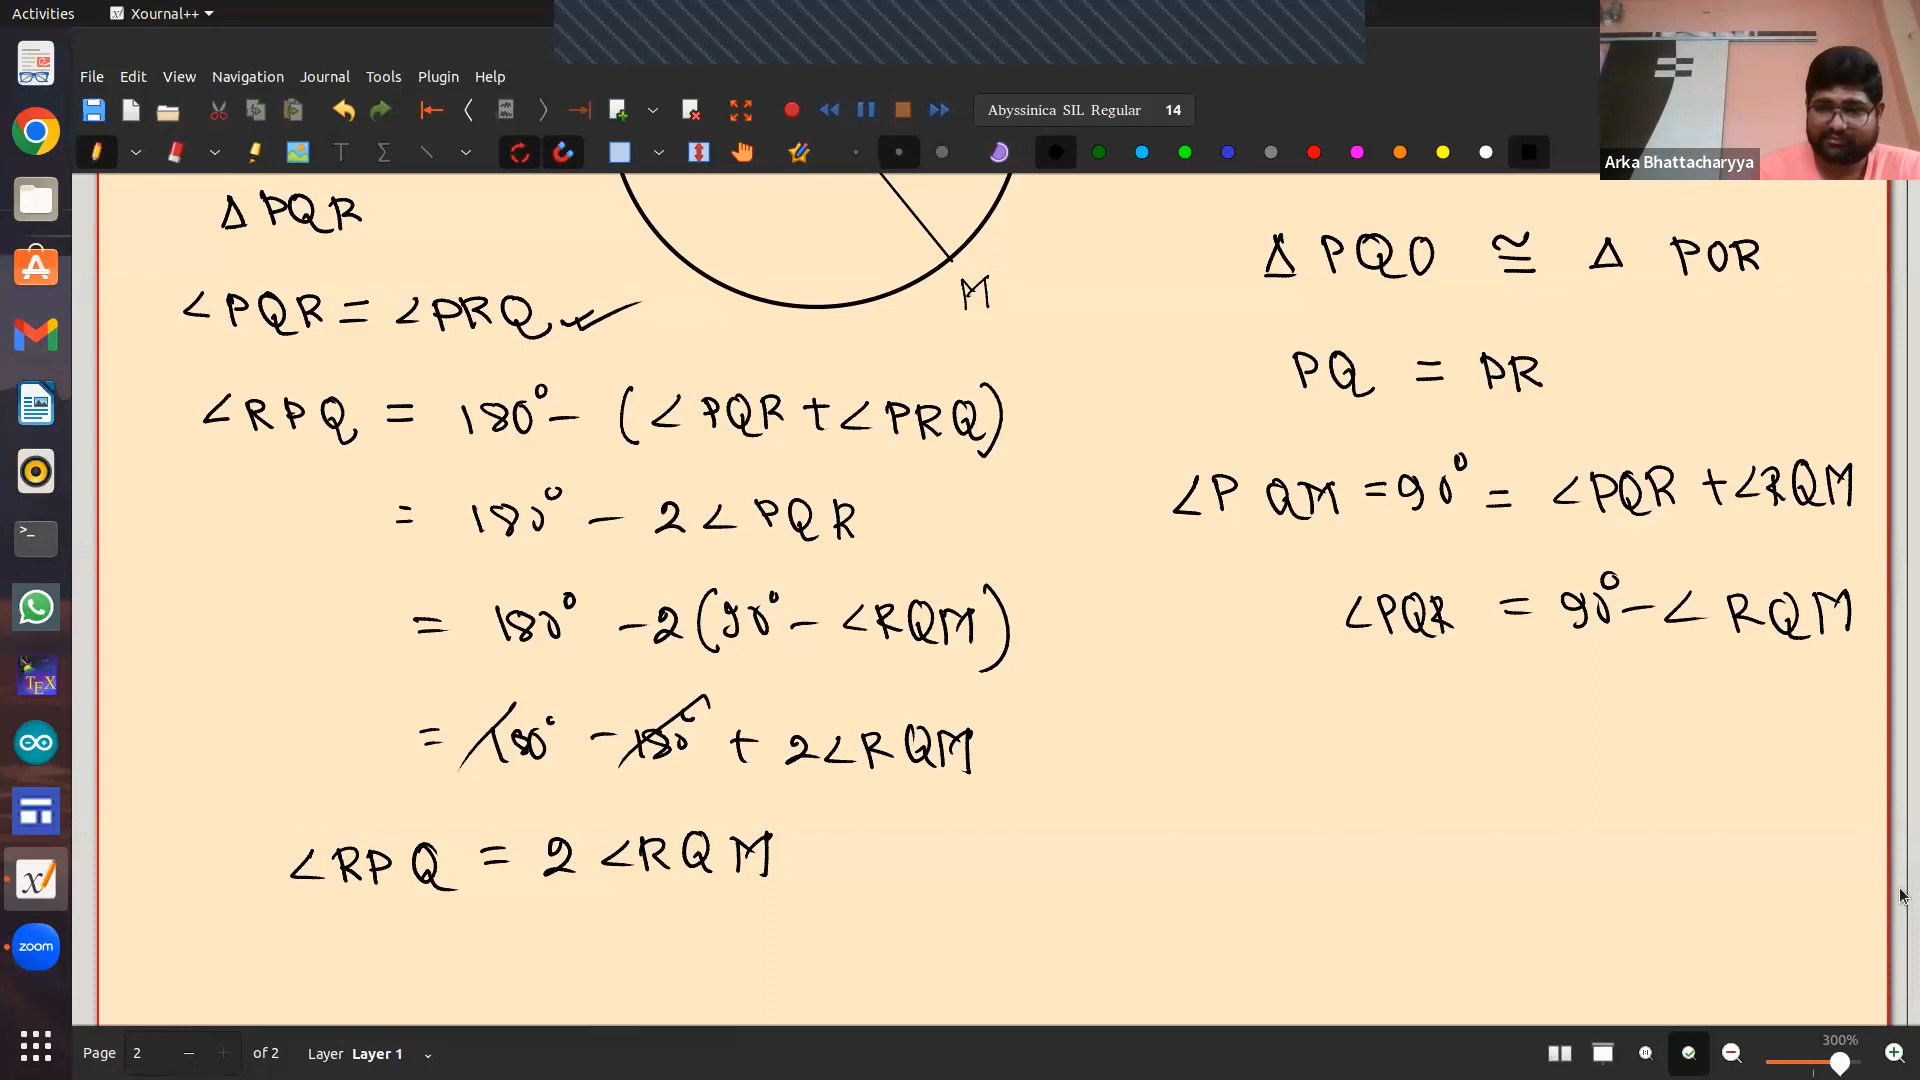 Activities Xournal++
File Edit View Navigation Journal Tools Plugin Help
Abyssinica SIL Regular 14
Arka Bhattacharyya
Δ PQR
M
∠PQR = ∠PRQ ✓
∠RPQ = 180° − (∠PQR + ∠PRQ)
= 180° − 2∠PQR
= 180° − 2(90° − ∠RQM)
= 180° − 180° + 2∠RQM
∠RPQ = 2∠RQM
Δ PQO ≅ Δ POR
PQ = PR
∠PQM = 90° = ∠PQR + ∠RQM
∠PQR = 90° − ∠RQM
TEX
zoom
Page 2 of 2 Layer Layer 1
300%